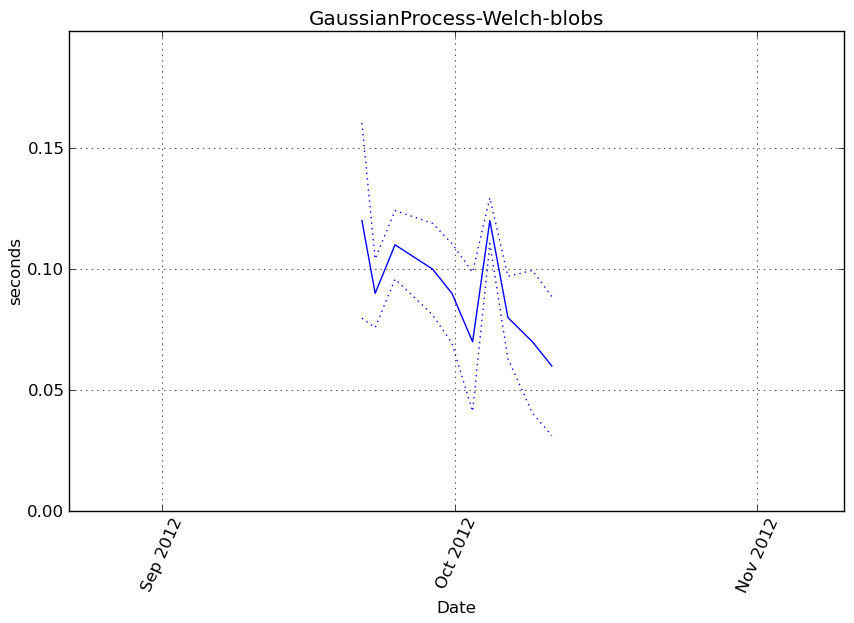 GaussianProcess-Welch-blobs
seconds
0.15
0.10
0.05
0.00
Sep 2012
Oct 2012
Nov 2012
Date